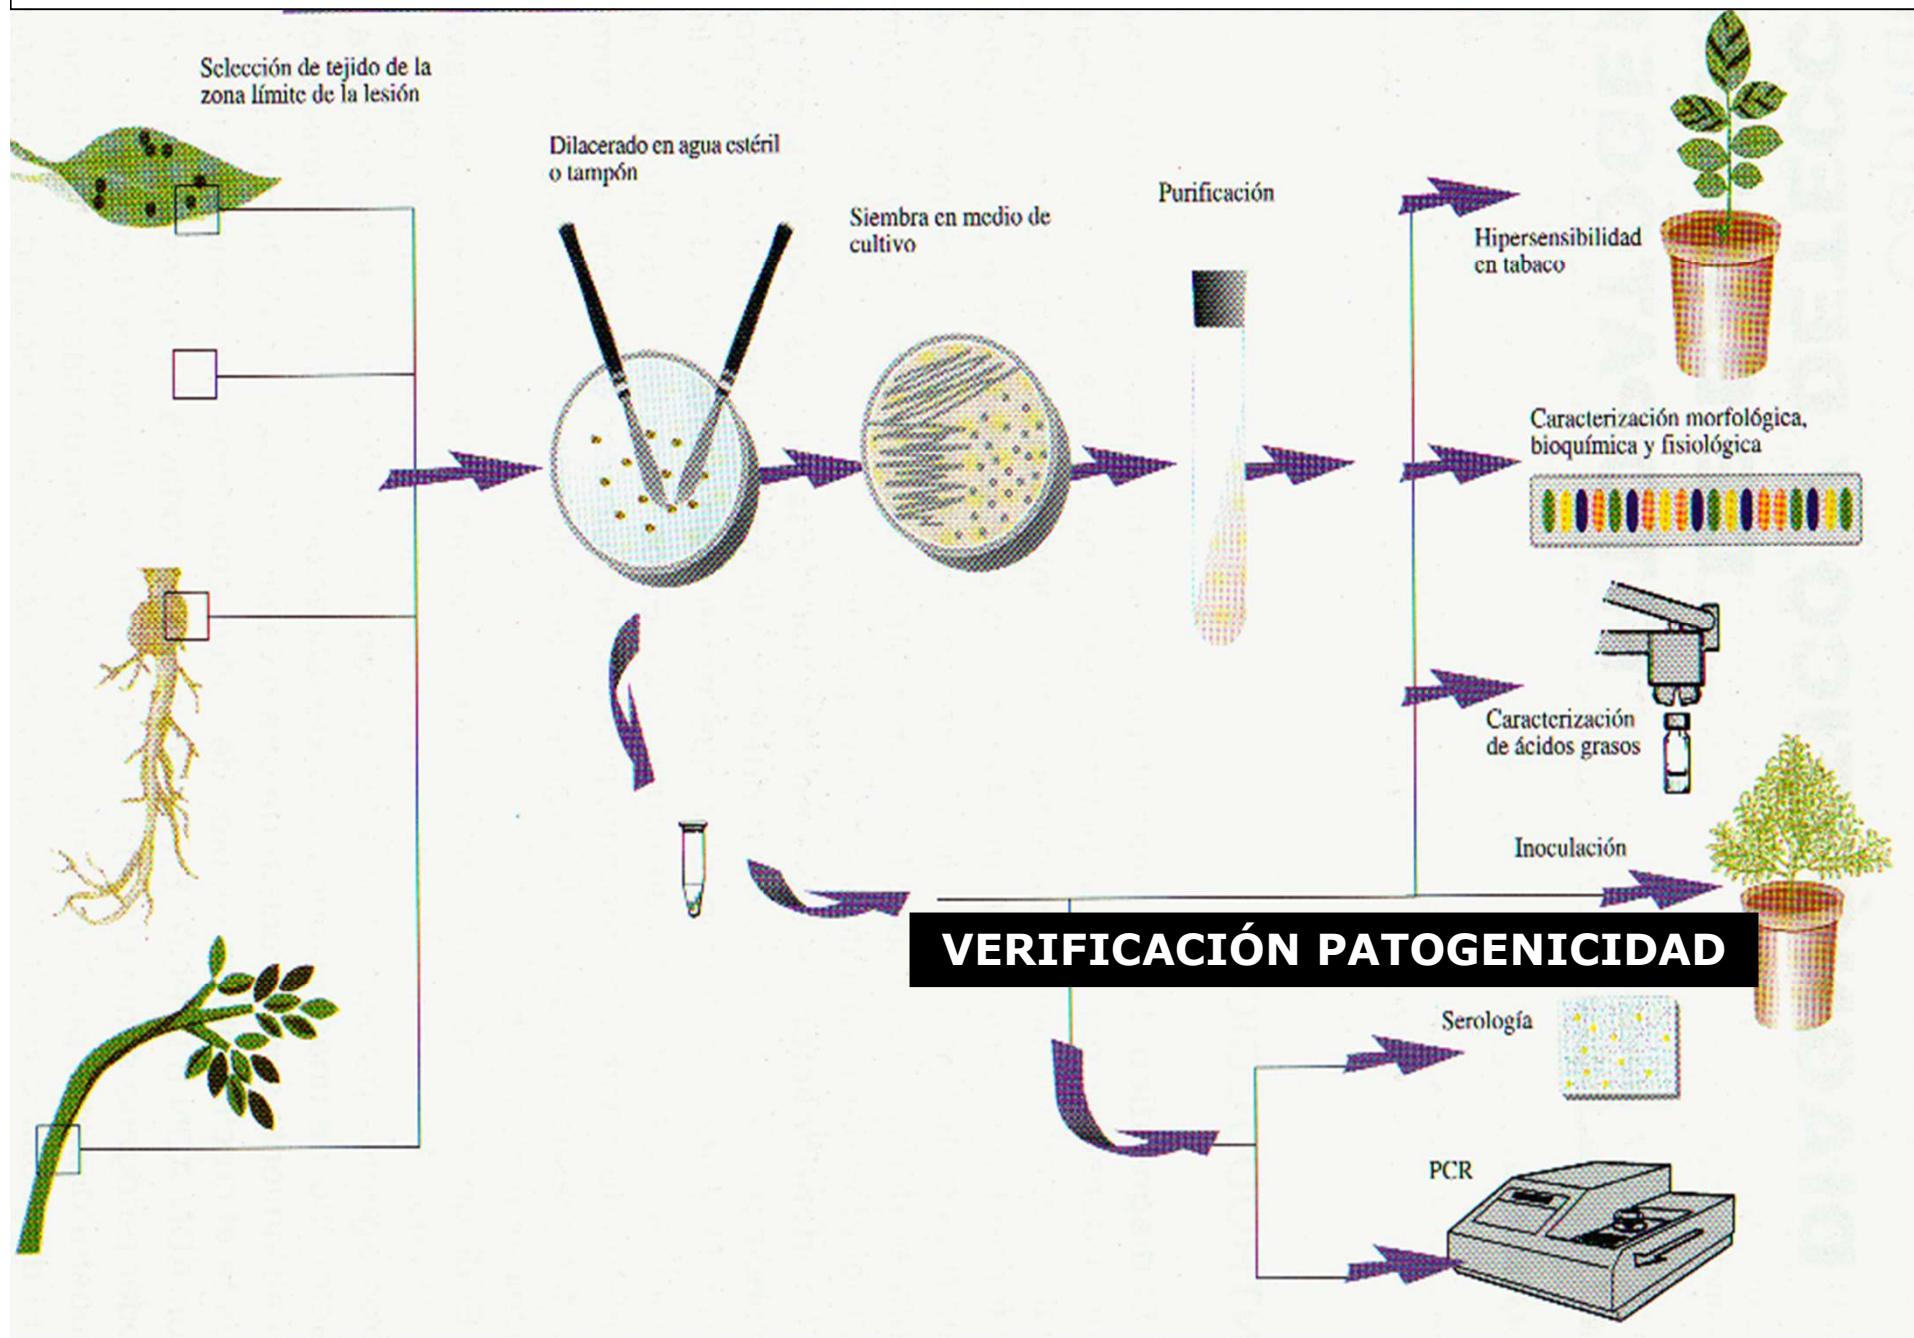 Selección de tejido de la
zona límite de la lesión
Dilacerado en agua estéril
o tampón
Siembra en medio de
cultivo
Purificación
Hipersensibilidad
en tabaco
Caracterización morfológica,
bioquímica y fisiológica
Caracterización
de ácidos grasos
Inoculación
VERIFICACIÓN PATOGENICIDAD
Serología
PCR